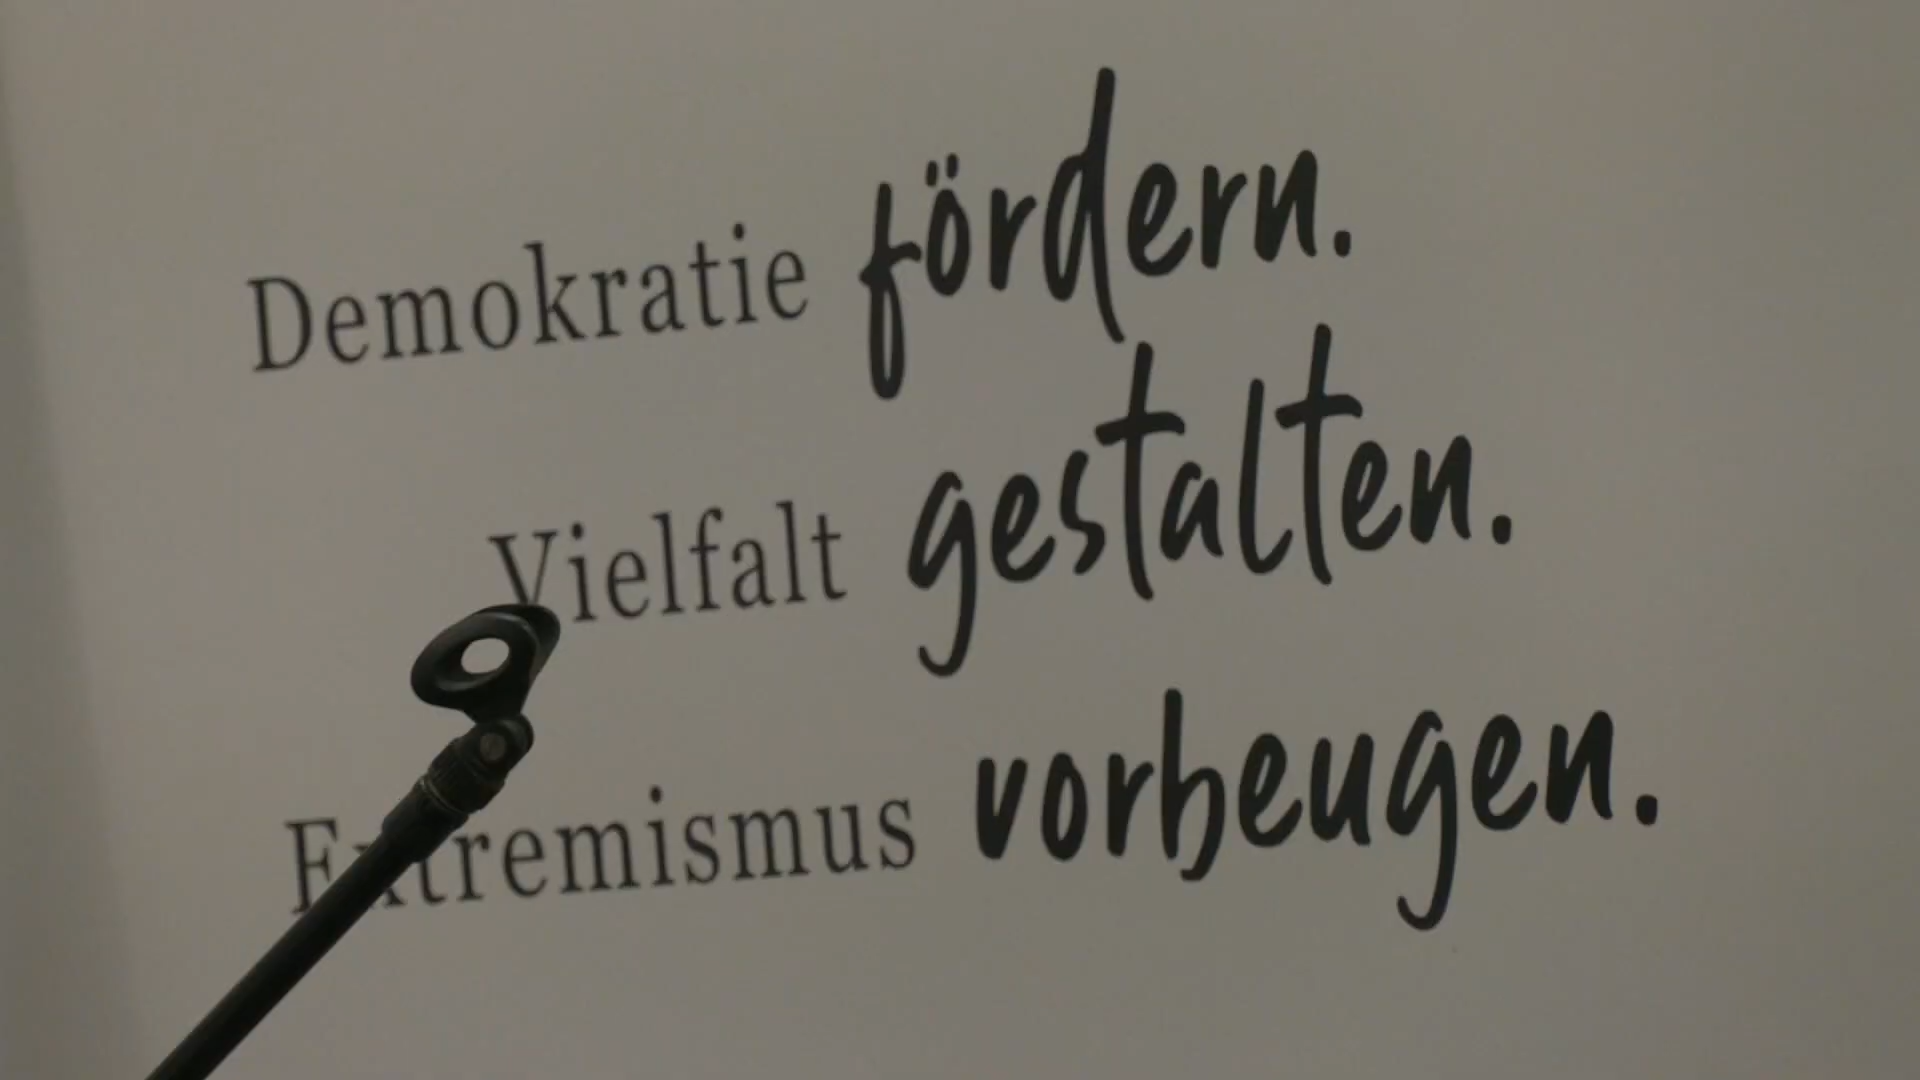 Demokratie fördern.
Vielfalt gestalten.
Extremismus vorbeugen.